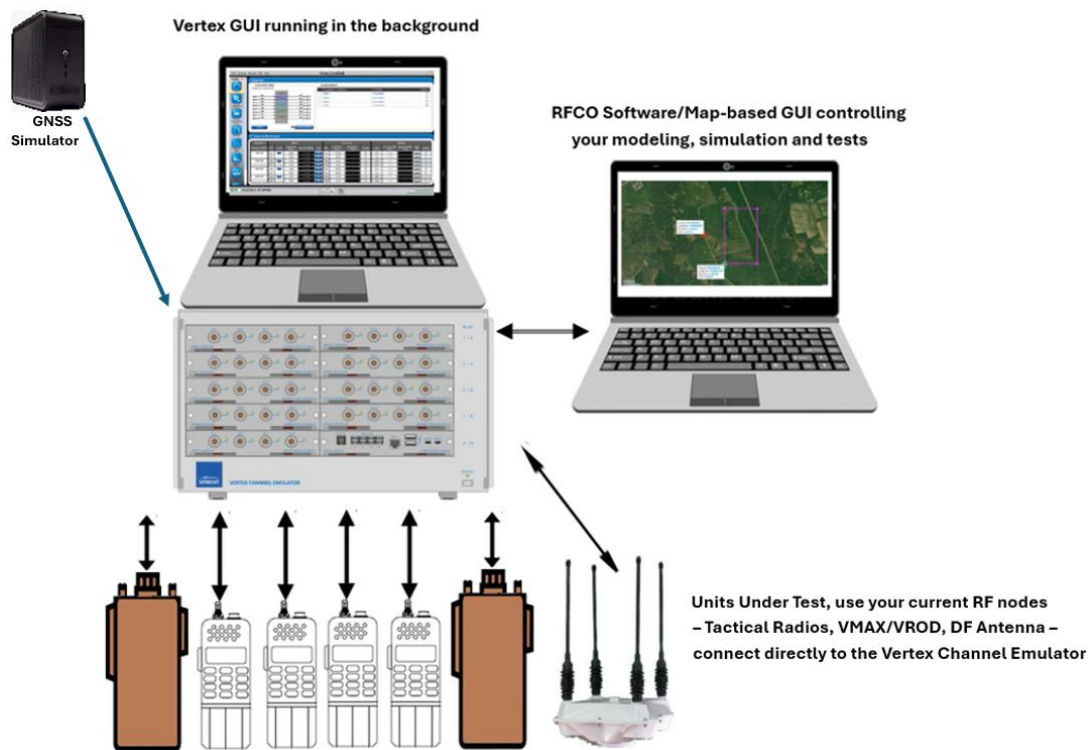 Vertex GUI running in the background
GNSS
Simulator
RFCO Software/Map-based GUI controlling
your modeling, simulation and tests
SPIRENT
VERTEX CHANNEL EMULATOR
Units Under Test, use your current RF nodes
– Tactical Radios, VMAX/VROD, DF Antenna –
connect directly to the Vertex Channel Emulator